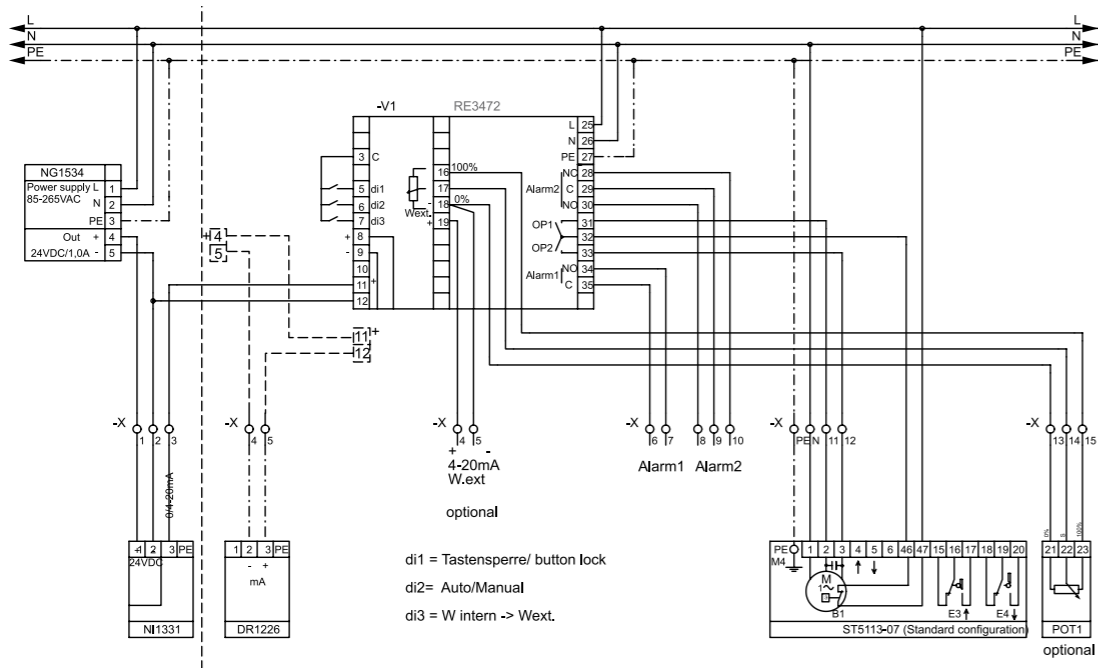 L L
N N
PE
-V1 RE3472
L 25
N 26
PE 27
3 C
16 100%
NC 28
17
Alarm2 C 29
5 di1
6 di2
- 18 0%
NO 30
7 di3
Wext.
+ 19
OP1 31
+ 8
32
- 9
OP2 33
10
NO 34
11 +
Alarm1 C 35
12
NG1534
Power supply L 1
85-265VAC
N 2
PE 3
Out + 4
24VDC/1,0A - 5
+ 4
5
11 +
12
-X -X -X -X -X -X
1 2 3
4 5
4 5
6 7 8 9 10
PE N 11 12
13 14 15
0/4-20mA
+ -
4-20mA
W.ext
optional
Alarm1 Alarm2
0% S 100%
+1 2 3 PE
24VDC
NI1331
1 2 3 PE
- +
mA
DR1226
di1 = Tastensperre/ button lock
di2= Auto/Manual
di3 = W intern -> Wext.
PE 1 2 3 4 5 6 46 47 15 16 17 18 19 20
M4
M
1~
B1
E3 E4
ST5113-07 (Standard configuration)
21 22 23
POT1
optional